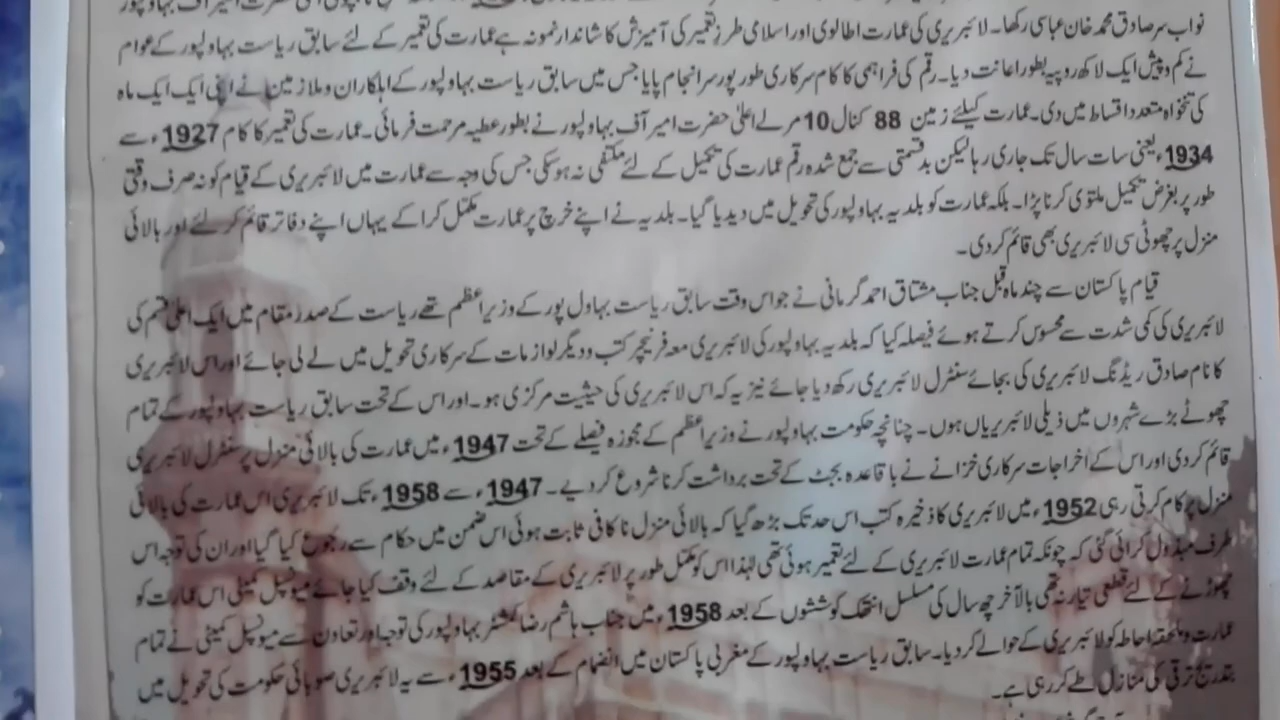 نواب سر صادق محمد خان عباسی رکھا۔ لائبریری کی عمارت اطالوی اور اسلامی طرز تعمیر کی آمیزش کا شاندار نمونہ ہے عمارت کی تعمیر کے لئے سابق ریاست بہاولپور کے عوام
نے کم و بیش ایک لاکھ روپیہ بطور اعانت دیا۔ رقم کی فراہمی کا کام سرکاری طور پر سر انجام پایا جس میں سابق ریاست بہاولپور کے اہلکاران و ملازمین نے اپنی ایک ایک ماہ
کی تنخواہ متعدد اقساط میں دی۔ عمارت کیلئے زمین 88 کنال 10 مرلے اعلیٰ حضرت امیر آف بہاولپور نے بطور عطیہ مرحمت فرمائی۔ عمارت کی تعمیر کا کام 1927ء سے
1934ء یعنی سات سال تک جاری رہا لیکن بدقسمتی سے جمع شدہ رقم عمارت کی تکمیل کے لئے مکتفی نہ ہو سکی جس کی وجہ سے عمارت میں لائبریری کے قیام کو نہ صرف وقتی
طور پر بغرض تکمیل ملتوی کرنا پڑا۔ بلکہ عمارت کو بلدیہ بہاولپور کی تحویل میں دیدیا گیا۔ بلدیہ نے اپنے خرچ پر عمارت مکمل کرا کے یہاں اپنے دفاتر قائم کر لئے اور بالائی
منزل پر چھوٹی سی لائبریری بھی قائم کر دی۔
قیام پاکستان سے چند ماہ قبل جناب مشتاق احمد گرمانی نے جو اس وقت سابق ریاست بہاول پور کے وزیر اعظم تھے ریاست کے صدر مقام میں ایک اعلیٰ قسم کی
لائبریری کی کمی شدت سے محسوس کرتے ہوئے فیصلہ کیا کہ بلدیہ بہاولپور کی لائبریری معہ فرنیچر کتب و دیگر لوازمات کے سرکاری تحویل میں لے لی جائے اور اس لائبریری
کا نام صادق ریڈنگ لائبریری کی بجائے سنٹرل لائبریری رکھ دیا جائے نیز یہ کہ اس لائبریری کی حیثیت مرکزی ہو۔ اور اس کے تحت سابق ریاست بہاولپور کے تمام
چھوٹے بڑے شہروں میں ذیلی لائبریریاں ہوں۔ چنانچہ حکومت بہاولپور نے وزیر اعظم کے مجوزہ فیصلے کے تحت 1947ء میں عمارت کی بالائی منزل پر سنٹرل لائبریری
قائم کر دی اور اس کے اخراجات سرکاری خزانے نے باقاعدہ بجٹ کے تحت برداشت کرنا شروع کر دیے۔ 1947ء سے 1958ء تک لائبریری اس عمارت کی بالائی
منزل پر کام کرتی رہی 1952ء میں لائبریری کا ذخیرہ کتب اس حد تک بڑھ گیا کہ بالائی منزل ناکافی ثابت ہوئی اس ضمن میں حکام سے رجوع کیا گیا اور ان کی توجہ اس
طرف مبذول کرائی گئی کہ چونکہ تمام عمارت لائبریری کے لئے تعمیر ہوئی تھی لہٰذا اس کو مکمل طور پر لائبریری کے مقاصد کے لئے وقف کیا جائے میونسپل کمیٹی اس عمارت کو
چھوڑنے کے لئے قطعی تیار نہ تھی بالآخر چھ سال کی مسلسل انتھک کوششوں کے بعد 1958ء میں جناب ہاشم رضا کمشنر بہاولپور کی توجہ اور تعاون سے میونسپل کمیٹی نے تمام
عمارت و ملحقہ احاطہ کو لائبریری کے حوالے کر دیا۔ سابق ریاست بہاولپور کے مغربی پاکستان میں انضمام کے بعد 1955ء سے یہ لائبریری صوبائی حکومت کی تحویل میں
بتدریج ترقی کی منازل طے کر رہی ہے۔